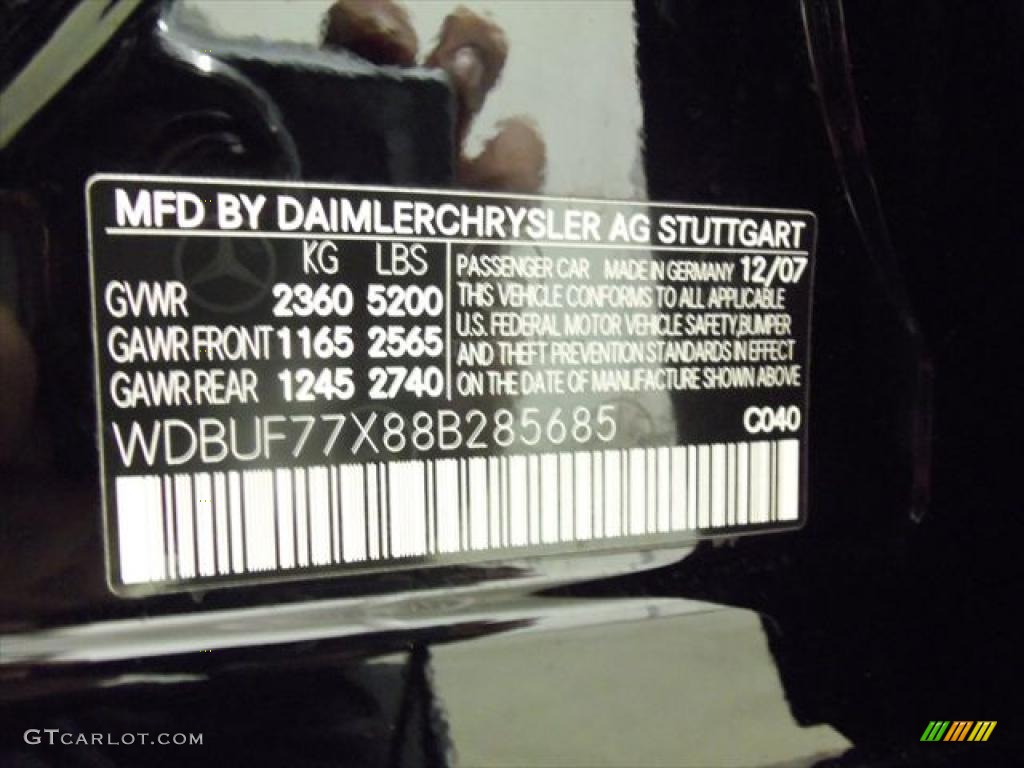 MFD BY DAIMLERCHRYSLER AG STUTTGART
KG LBS
GVWR 2360 5200
GAWR FRONT 1165 2565
GAWR REAR 1245 2740
PASSENGER CAR MADE IN GERMANY 12/07
THIS VEHICLE CONFORMS TO ALL APPLICABLE
U.S. FEDERAL MOTOR VEHICLE SAFETY,BUMPER
AND THEFT PREVENTION STANDARDS IN EFFECT
ON THE DATE OF MANUFACTURE SHOWN ABOVE
WDBUF77X88B285685 C040
GTCARLOT.COM